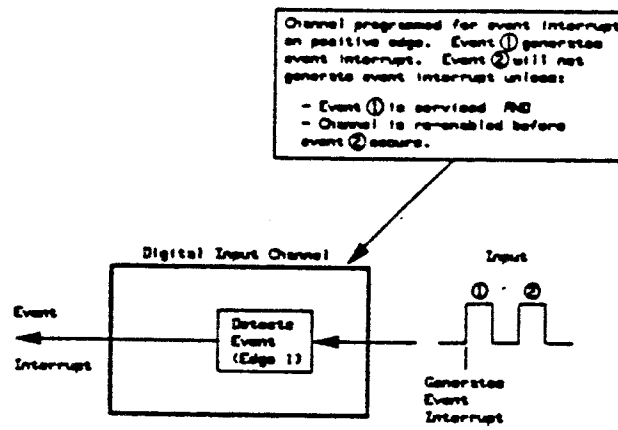 Channel programmed for event interrupt
on positive edge. Event ① generates
event interrupt. Event ② will not
generate event interrupt unless:
- Event ① is serviced AND
- Channel is re-enabled before
event ② occurs.
Digital Input Channel
Input
① ②
Event
Interrupt
Detects
Event
(Edge 1)
Generates
Event
Interrupt